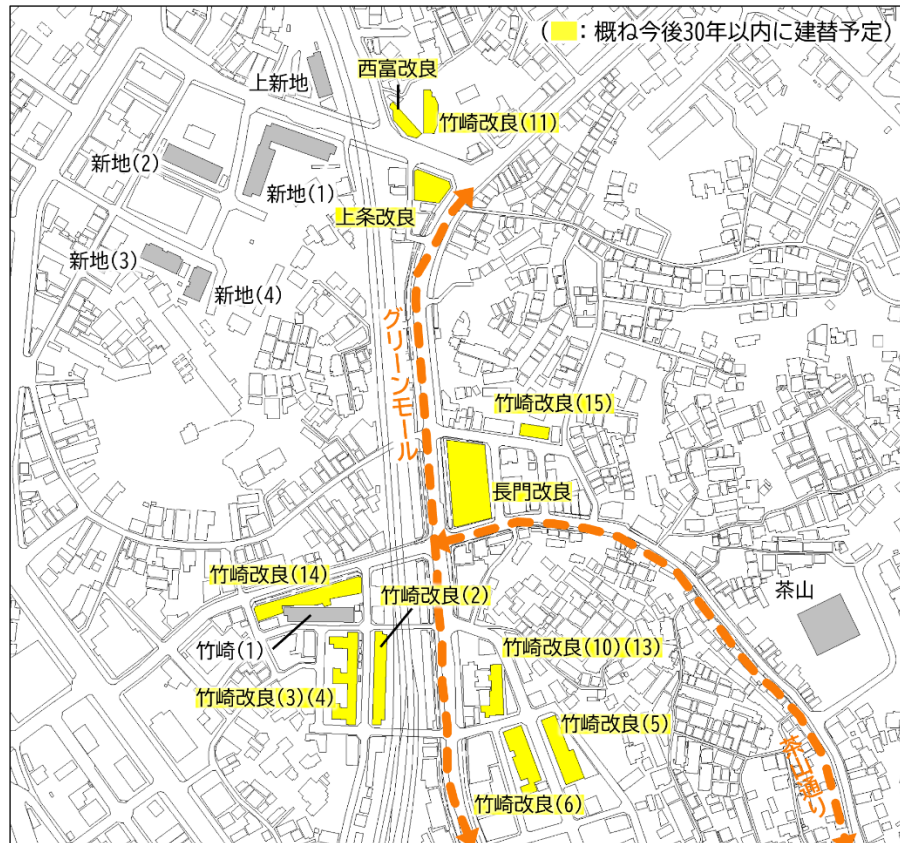 （　：概ね今後30年以内に建替予定）
西富改良
上新地
竹崎改良(11)
新地(2)
新地(1)
上条改良
新地(3)
新地(4)
グリーンモール
竹崎改良(15)
長門改良
竹崎改良(14)
竹崎改良(2)
茶山
竹崎(1)
竹崎改良(10)(13)
竹崎改良(3)(4)
竹崎改良(5)
茶山通り
竹崎改良(6)